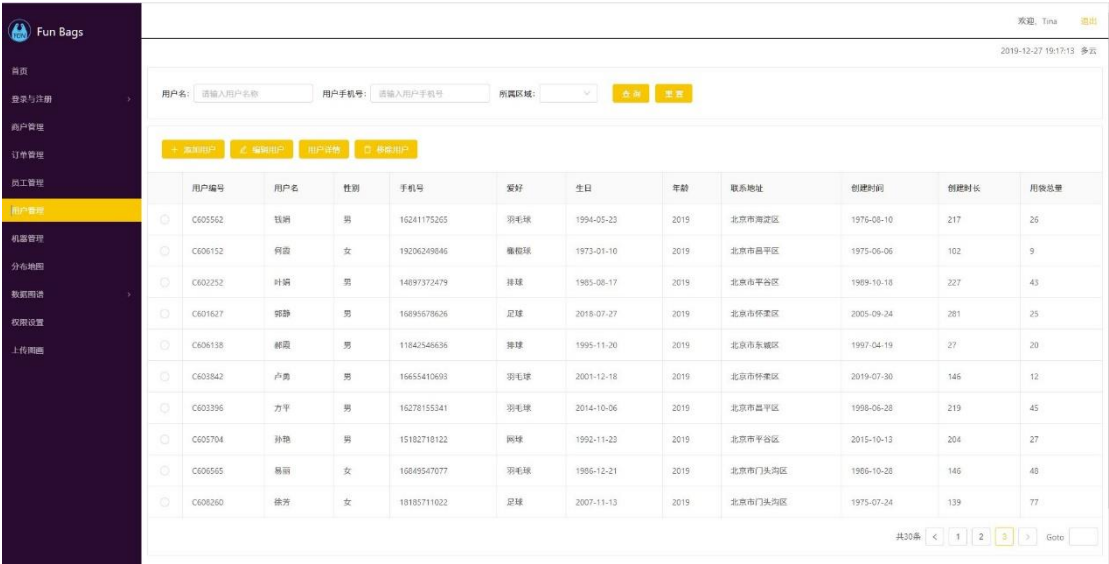 FUN
Fun Bags
欢迎，Tina 退出
2019-12-27 19:17:13 多云
首页
登录与注册
商户管理
订单管理
员工管理
用户管理
机器管理
分布地图
数据图谱
权限设置
上传图画
用户名： 请输入用户名称 用户手机号： 请输入用户手机号 所属区域： 查 询 重 置
+ 添加用户 编辑用户 用户详情 移除用户
用户编号 用户名 性别 手机号 爱好 生日 年龄 联系地址 创建时间 创建时长 用袋总量
C605562 钱娟 男 16241175265 羽毛球 1994-05-23 2019 北京市海淀区 1976-08-10 217 26
C606152 何霞 女 19206249846 橄榄球 1973-01-10 2019 北京市昌平区 1975-06-06 102 9
C602252 叶娟 男 14897372479 排球 1985-08-17 2019 北京市平谷区 1989-10-18 227 43
C601627 郭静 男 16895678626 足球 2018-07-27 2019 北京市怀柔区 2005-09-24 281 25
C606138 郝霞 男 11842546636 排球 1995-11-20 2019 北京市东城区 1997-04-19 27 20
C603842 卢勇 男 16655410693 羽毛球 2001-12-18 2019 北京市怀柔区 2019-07-30 146 12
C603396 方平 男 16278155341 羽毛球 2014-10-06 2019 北京市昌平区 1998-06-28 219 45
C605704 孙艳 男 15182718122 网球 1992-11-23 2019 北京市平谷区 2015-10-13 204 27
C606565 易丽 女 16849547077 羽毛球 1986-12-21 2019 北京市门头沟区 1986-10-28 146 48
C608260 徐芳 女 18185711022 足球 2007-11-13 2019 北京市门头沟区 1975-07-24 139 77
共30条 < 1 2 3 > Goto